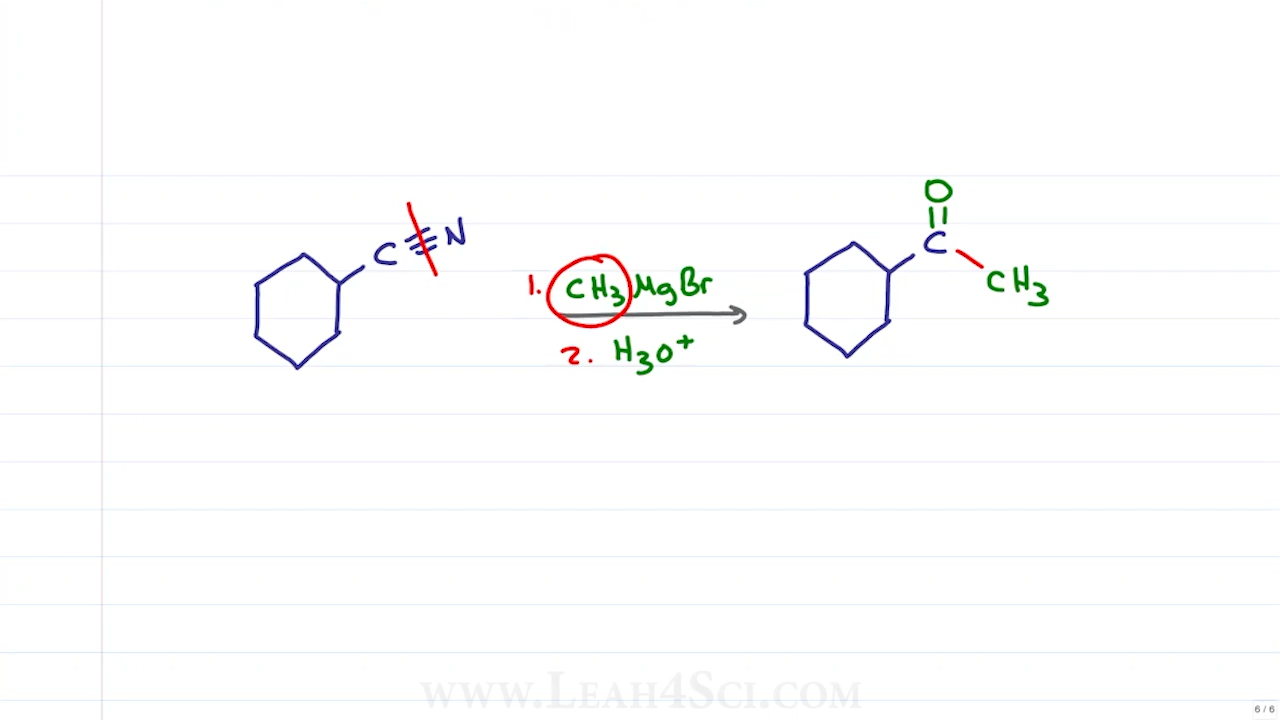 O
C≡N
C
1. CH3MgBr
CH3
2. H3O+
www.Leah4Sci.com
6 / 6